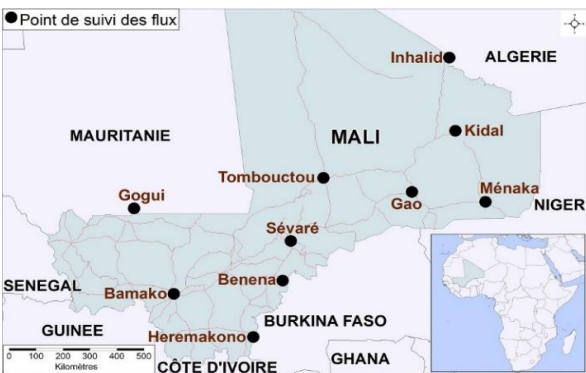 Point de suivi des flux
Inhalid
ALGERIE
MAURITANIE
MALI
Kidal
Tombouctou
Gogui
Gao
Ménaka
NIGER
Sévaré
SENEGAL
Bamako
Benena
GUINEE
Heremakono
BURKINA FASO
CÔTE D'IVOIRE
GHANA
0 100 200 300 400 500
Kilomètres